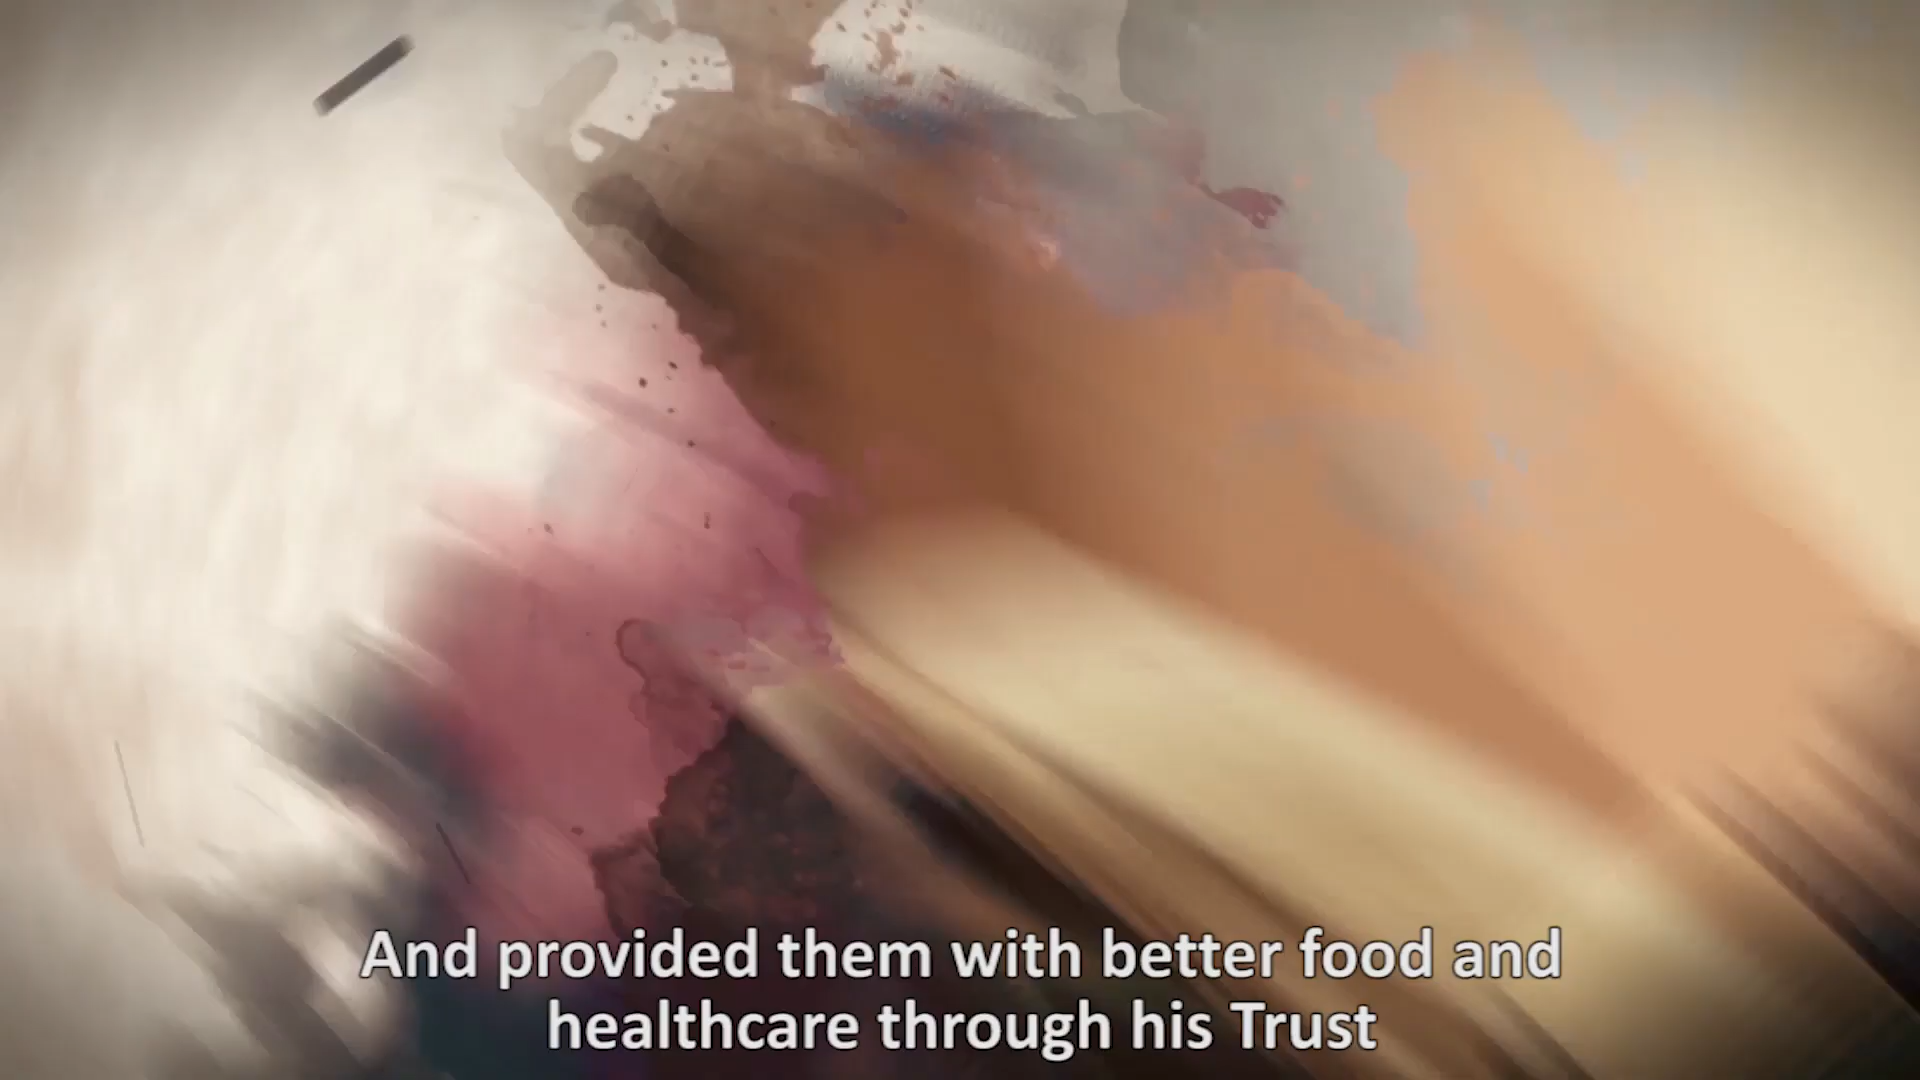 And provided them with better food and
healthcare through his Trust